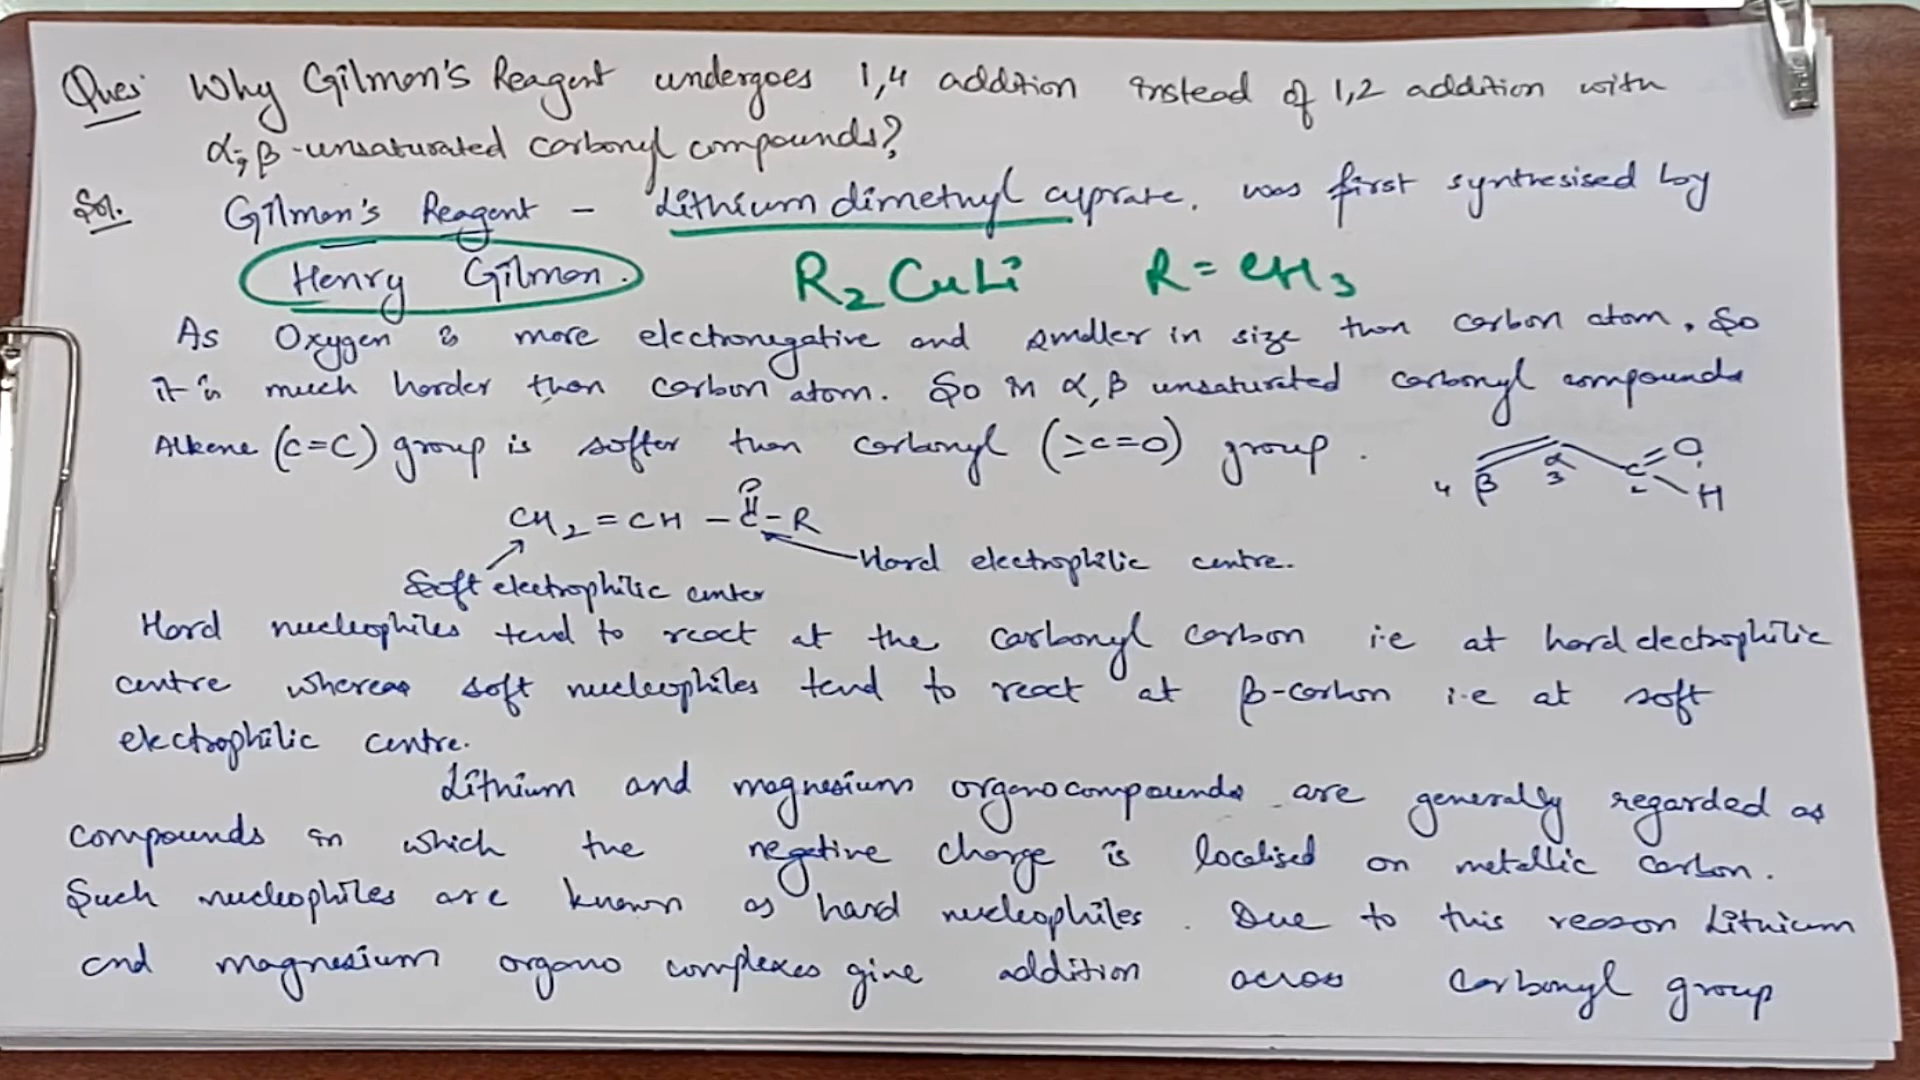 Ques: Why Gilman's Reagent undergoes 1,4 addition instead of 1,2 addition with
α, β-unsaturated carbonyl compounds?
Sol. Gilman's Reagent - Lithium dimethyl cuprate. was first synthesised by
Henry Gilman. R₂CuLi R = CH₃
As Oxygen is more electronegative and smaller in size than carbon atom. So
it is much harder than carbon atom. So in α, β unsaturated carbonyl compounds
Alkene (C=C) group is softer than carbonyl (>C=O) group.
4 β α 3 C 2 O H
CH₂ = CH - C - R
O
Hard electrophilic centre.
Soft electrophilic center
Hard nucleophiles tend to react at the carbonyl carbon i.e at hard electrophilic
centre whereas soft nucleophiles tend to react at β-carbon i.e at soft
electrophilic centre.
Lithium and magnesium organocompounds are generally regarded as
compounds in which the negative charge is localised on metallic carbon.
Such nucleophiles are known as hard nucleophiles. Due to this reason Lithium
and magnesium organo complexes give addition across carbonyl group